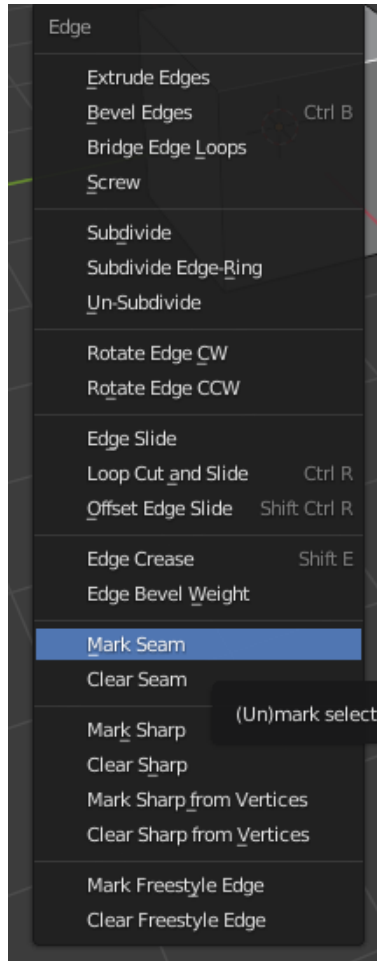 Edge
Extrude Edges
Bevel Edges Ctrl B
Bridge Edge Loops
Screw
Subdivide
Subdivide Edge-Ring
Un-Subdivide
Rotate Edge CW
Rotate Edge CCW
Edge Slide
Loop Cut and Slide Ctrl R
Offset Edge Slide Shift Ctrl R
Edge Crease Shift E
Edge Bevel Weight
Mark Seam
Clear Seam
(Un)mark select
Mark Sharp
Clear Sharp
Mark Sharp from Vertices
Clear Sharp from Vertices
Mark Freestyle Edge
Clear Freestyle Edge